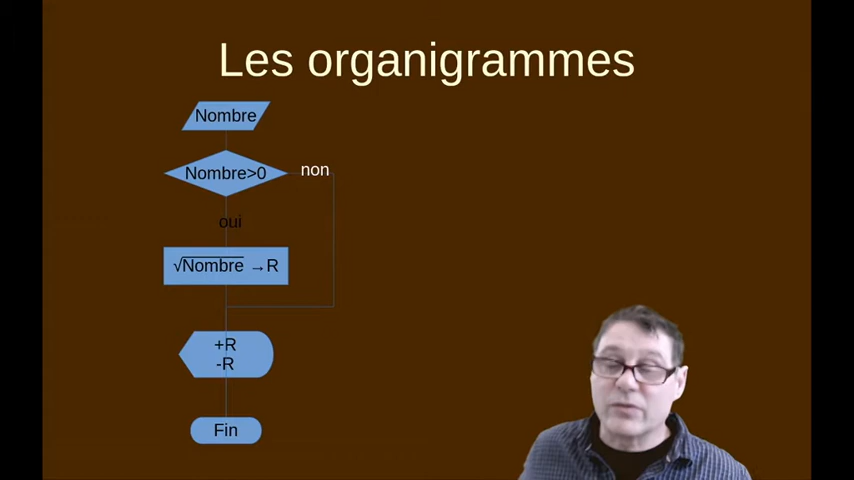 Les organigrammes
Nombre
Nombre>0
non
oui
√Nombre →R
+R
-R
Fin